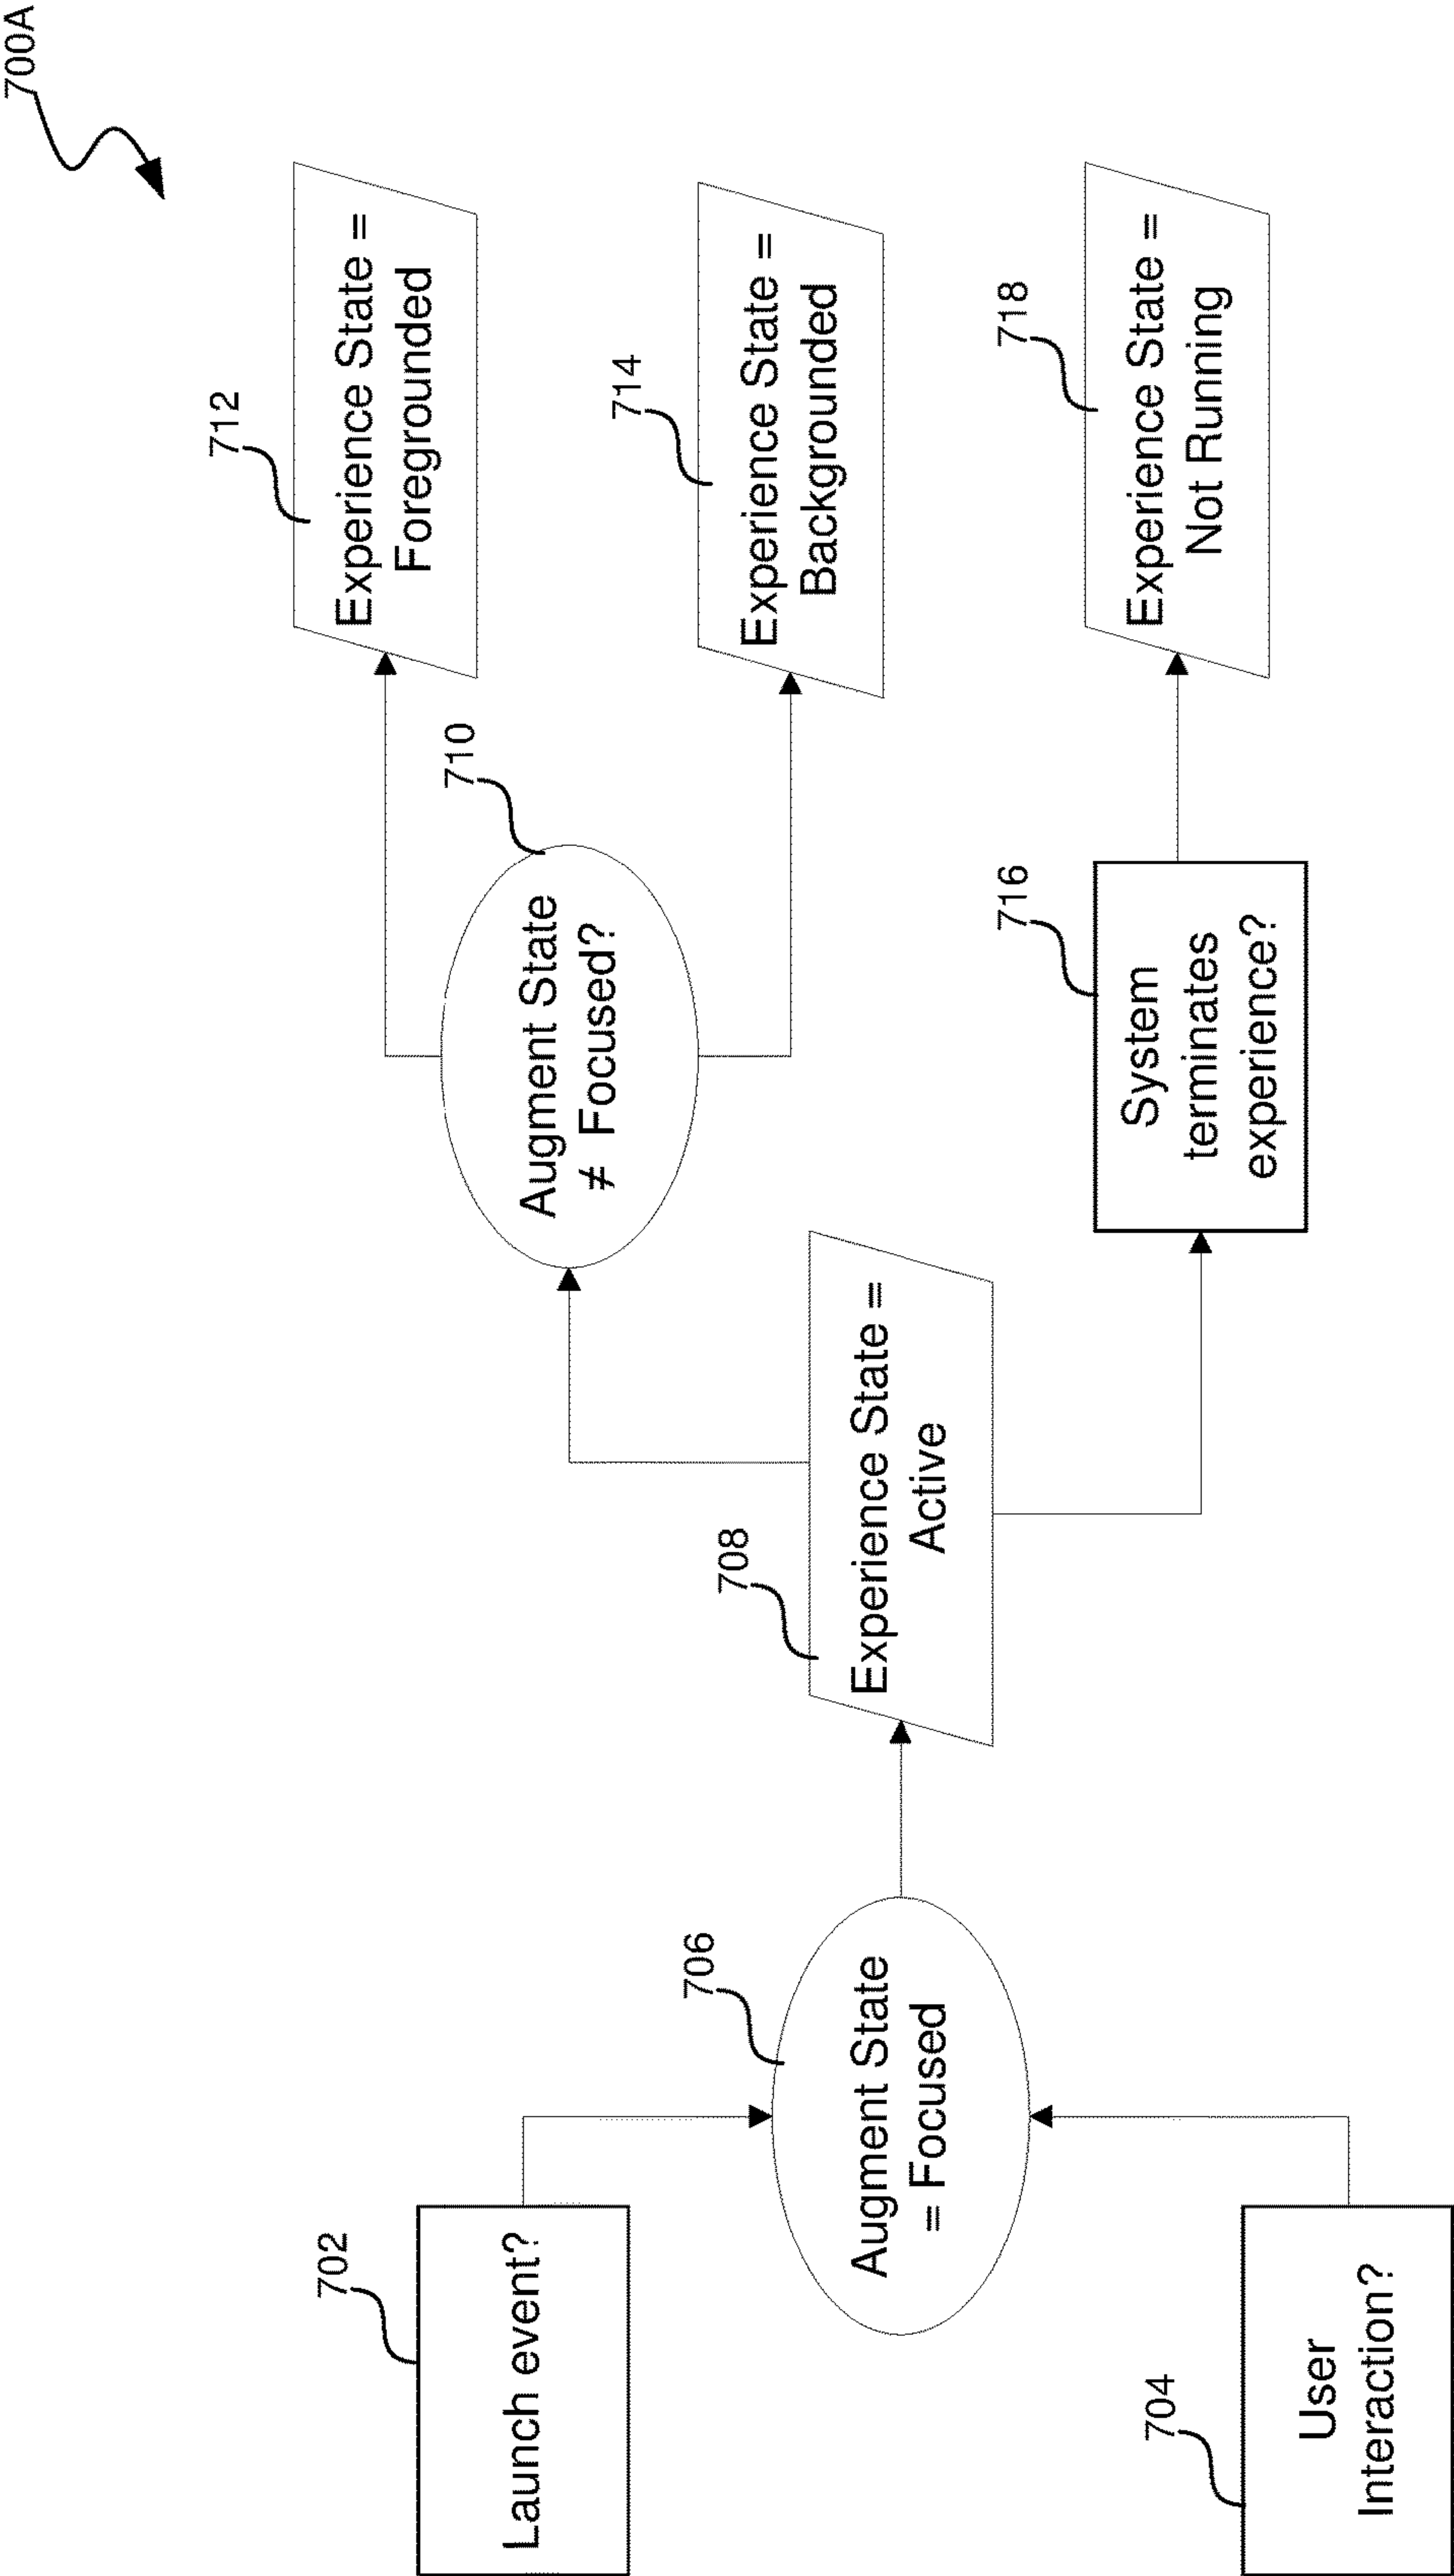 700A
702
Launch event?
704
User
Interaction?
706
Augment State
= Focused
708
Experience State =
Active
710
Augment State
≠ Focused?
712
Experience State =
Foregrounded
714
Experience State =
Backgrounded
716
System
terminates
experience?
718
Experience State =
Not Running